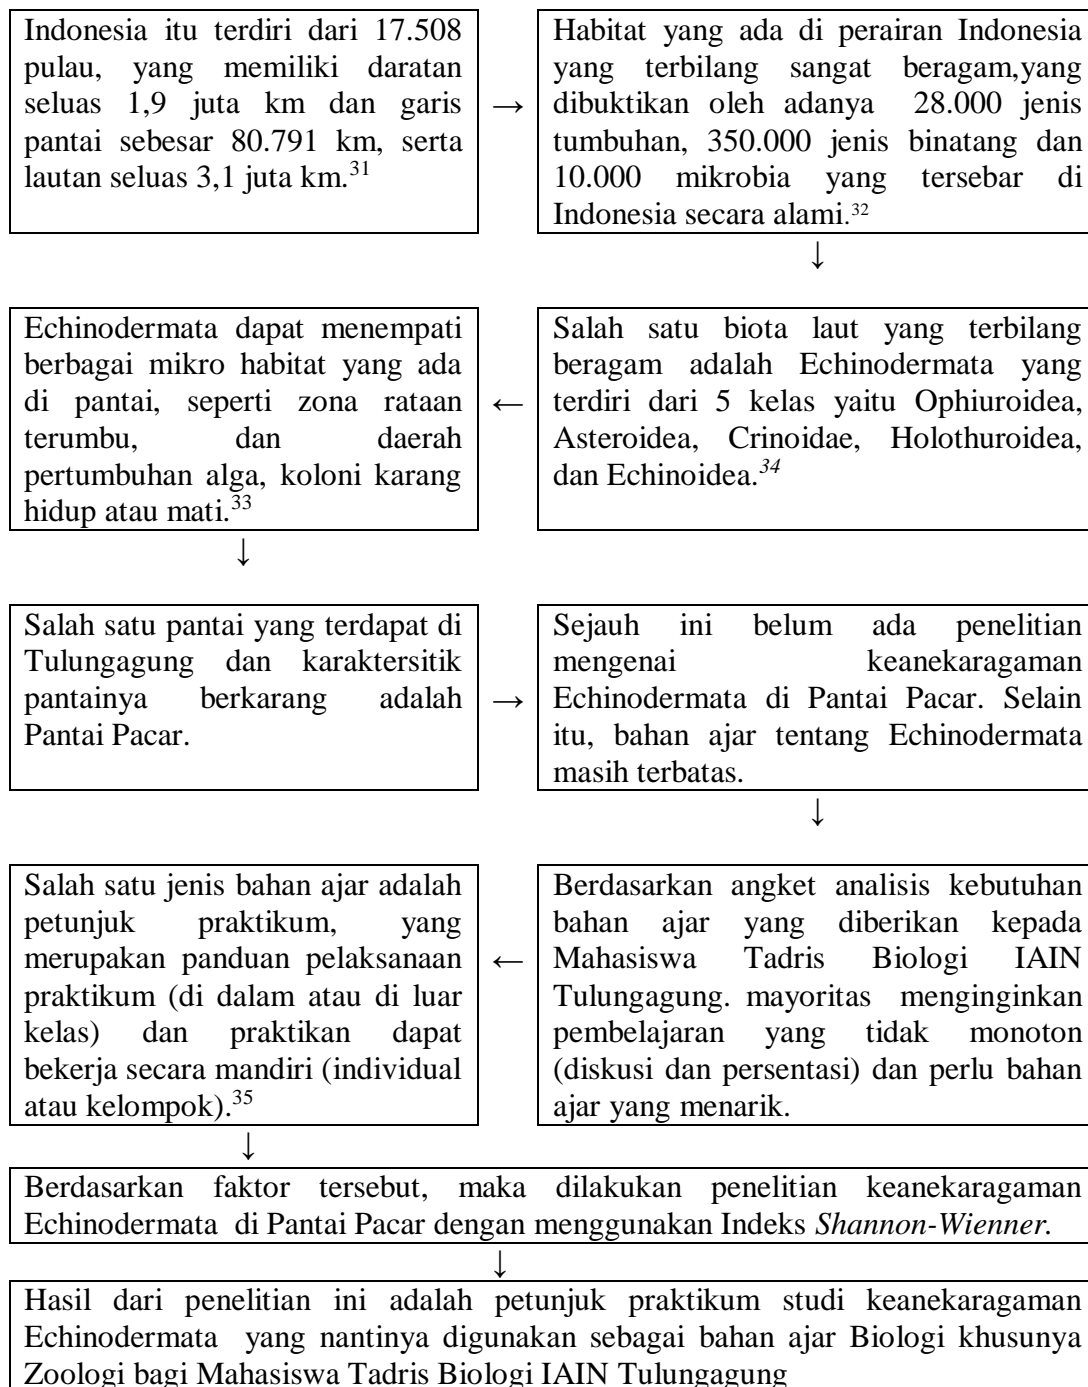 Indonesia itu terdiri dari 17.508
pulau, yang memiliki daratan
seluas 1,9 juta km dan garis
pantai sebesar 80.791 km, serta
lautan seluas 3,1 juta km.31
→
Habitat yang ada di perairan Indonesia
yang terbilang sangat beragam,yang
dibuktikan oleh adanya 28.000 jenis
tumbuhan, 350.000 jenis binatang dan
10.000 mikrobia yang tersebar di
Indonesia secara alami.32
↓
Salah satu biota laut yang terbilang
beragam adalah Echinodermata yang
terdiri dari 5 kelas yaitu Ophiuroidea,
Asteroidea, Crinoidae, Holothuroidea,
dan Echinoidea.34
←
Echinodermata dapat menempati
berbagai mikro habitat yang ada
di pantai, seperti zona rataan
terumbu, dan daerah
pertumbuhan alga, koloni karang
hidup atau mati.33
↓
Salah satu pantai yang terdapat di
Tulungagung dan karaktersitik
pantainya berkarang adalah
Pantai Pacar.
→
Sejauh ini belum ada penelitian
mengenai keanekaragaman
Echinodermata di Pantai Pacar. Selain
itu, bahan ajar tentang Echinodermata
masih terbatas.
↓
Berdasarkan angket analisis kebutuhan
bahan ajar yang diberikan kepada
Mahasiswa Tadris Biologi IAIN
Tulungagung. mayoritas menginginkan
pembelajaran yang tidak monoton
(diskusi dan persentasi) dan perlu bahan
ajar yang menarik.
←
Salah satu jenis bahan ajar adalah
petunjuk praktikum, yang
merupakan panduan pelaksanaan
praktikum (di dalam atau di luar
kelas) dan praktikan dapat
bekerja secara mandiri (individual
atau kelompok).35
↓
Berdasarkan faktor tersebut, maka dilakukan penelitian keanekaragaman
Echinodermata di Pantai Pacar dengan menggunakan Indeks Shannon-Wienner.
↓
Hasil dari penelitian ini adalah petunjuk praktikum studi keanekaragaman
Echinodermata yang nantinya digunakan sebagai bahan ajar Biologi khusunya
Zoologi bagi Mahasiswa Tadris Biologi IAIN Tulungagung